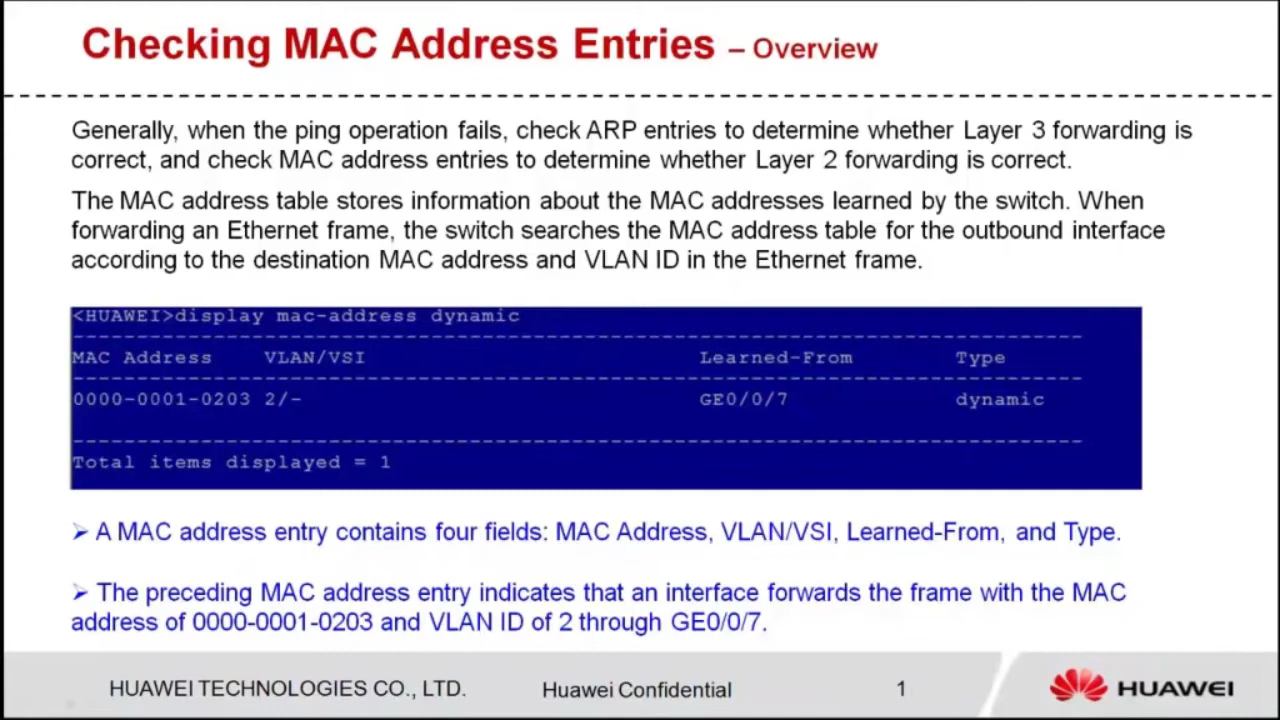 Checking MAC Address Entries – Overview
Generally, when the ping operation fails, check ARP entries to determine whether Layer 3 forwarding is
correct, and check MAC address entries to determine whether Layer 2 forwarding is correct.
The MAC address table stores information about the MAC addresses learned by the switch. When
forwarding an Ethernet frame, the switch searches the MAC address table for the outbound interface
according to the destination MAC address and VLAN ID in the Ethernet frame.
<HUAWEI>display mac-address dynamic
-------------------------------------------------------------------------------
MAC Address    VLAN/VSI                          Learned-From        Type
-------------------------------------------------------------------------------
0000-0001-0203 2/-                               GE0/0/7             dynamic
-------------------------------------------------------------------------------
Total items displayed = 1
➢ A MAC address entry contains four fields: MAC Address, VLAN/VSI, Learned-From, and Type.
➢ The preceding MAC address entry indicates that an interface forwards the frame with the MAC
address of 0000-0001-0203 and VLAN ID of 2 through GE0/0/7.
HUAWEI TECHNOLOGIES CO., LTD. Huawei Confidential 1 HUAWEI